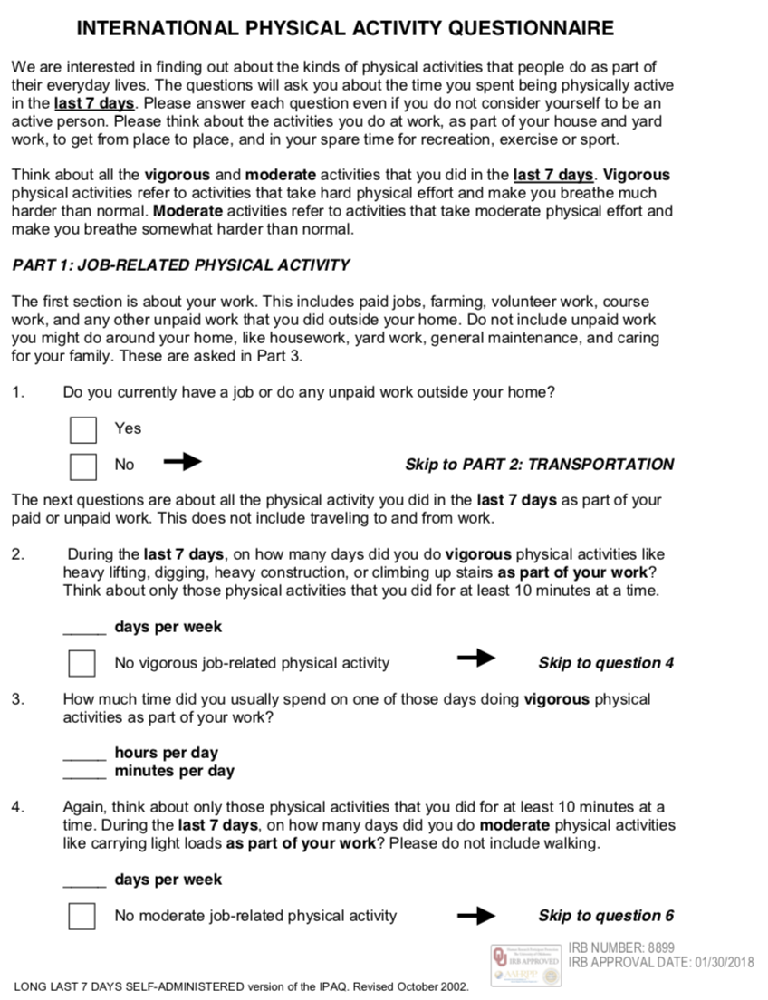 INTERNATIONAL PHYSICAL ACTIVITY QUESTIONNAIRE
We are interested in finding out about the kinds of physical activities that people do as part of
their everyday lives. The questions will ask you about the time you spent being physically active
in the last 7 days. Please answer each question even if you do not consider yourself to be an
active person. Please think about the activities you do at work, as part of your house and yard
work, to get from place to place, and in your spare time for recreation, exercise or sport.
Think about all the vigorous and moderate activities that you did in the last 7 days. Vigorous
physical activities refer to activities that take hard physical effort and make you breathe much
harder than normal. Moderate activities refer to activities that take moderate physical effort and
make you breathe somewhat harder than normal.
PART 1: JOB-RELATED PHYSICAL ACTIVITY
The first section is about your work. This includes paid jobs, farming, volunteer work, course
work, and any other unpaid work that you did outside your home. Do not include unpaid work
you might do around your home, like housework, yard work, general maintenance, and caring
for your family. These are asked in Part 3.
1. Do you currently have a job or do any unpaid work outside your home?
Yes
No Skip to PART 2: TRANSPORTATION
The next questions are about all the physical activity you did in the last 7 days as part of your
paid or unpaid work. This does not include traveling to and from work.
2. During the last 7 days, on how many days did you do vigorous physical activities like
heavy lifting, digging, heavy construction, or climbing up stairs as part of your work?
Think about only those physical activities that you did for at least 10 minutes at a time.
_____ days per week
No vigorous job-related physical activity Skip to question 4
3. How much time did you usually spend on one of those days doing vigorous physical
activities as part of your work?
_____ hours per day
_____ minutes per day
4. Again, think about only those physical activities that you did for at least 10 minutes at a
time. During the last 7 days, on how many days did you do moderate physical activities
like carrying light loads as part of your work? Please do not include walking.
_____ days per week
No moderate job-related physical activity Skip to question 6
IRB APPROVED
AAHRPP
IRB NUMBER: 8899
IRB APPROVAL DATE: 01/30/2018
LONG LAST 7 DAYS SELF-ADMINISTERED version of the IPAQ. Revised October 2002.